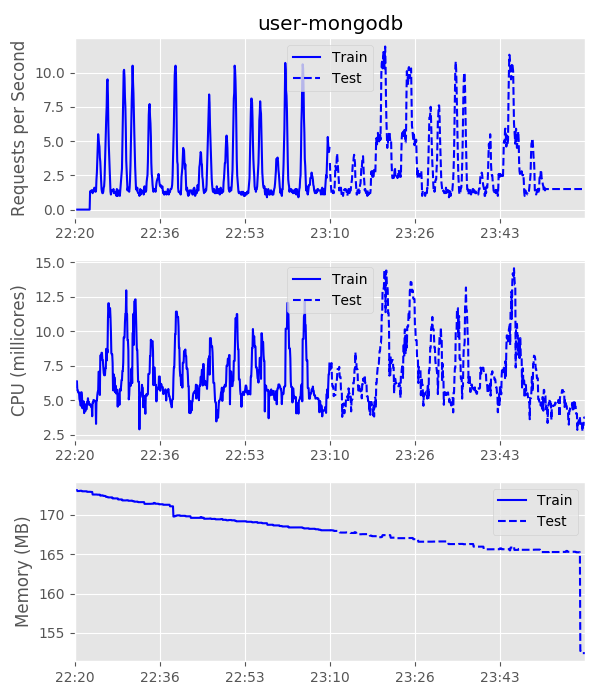 user-mongodb
Requests per Second
10.0
7.5
5.0
2.5
0.0
Train
Test
22:20 22:36 22:53 23:10 23:26 23:43
CPU (millicores)
15.0
12.5
10.0
7.5
5.0
2.5
Train
Test
22:20 22:36 22:53 23:10 23:26 23:43
Memory (MB)
170
165
160
155
Train
Test
22:20 22:36 22:53 23:10 23:26 23:43